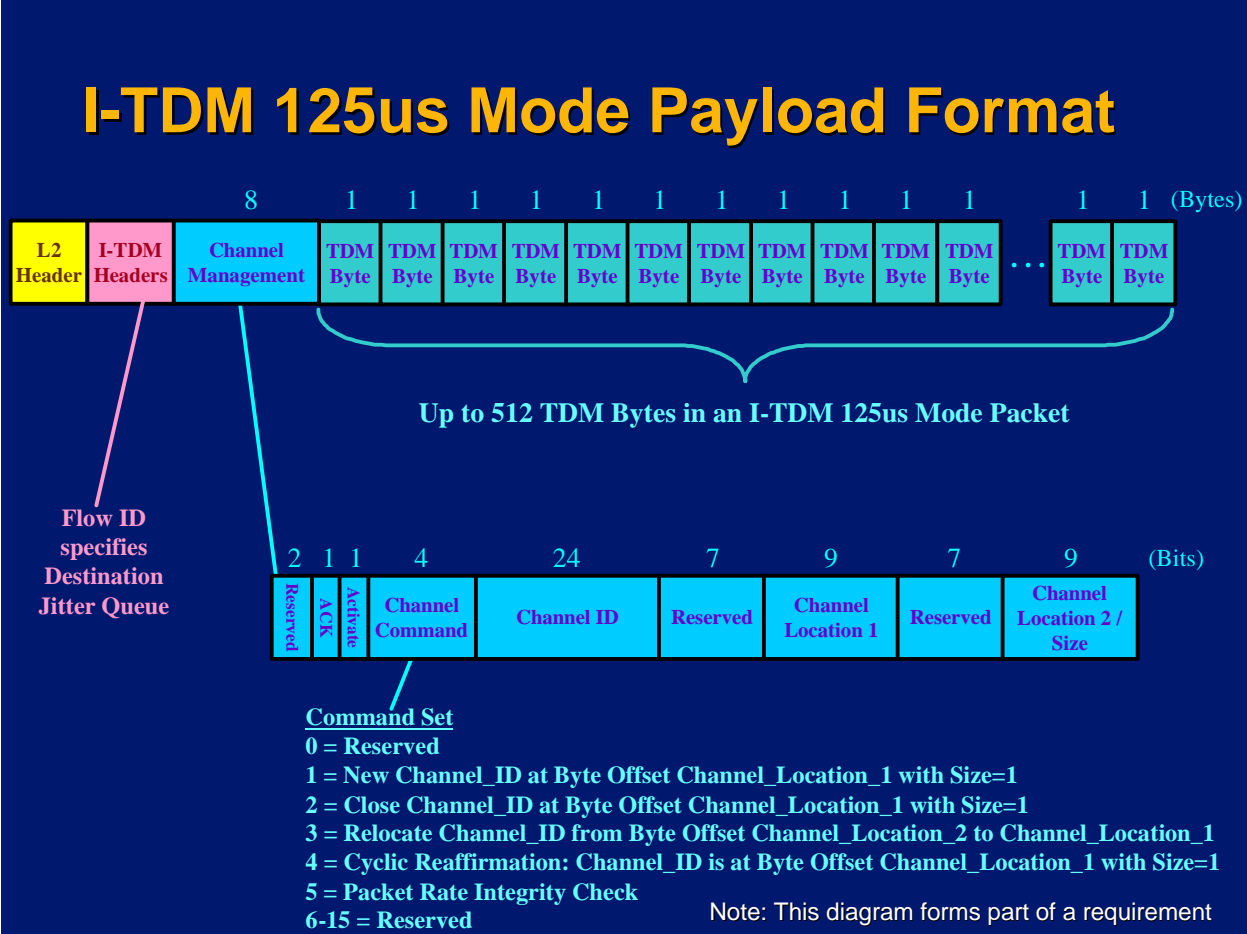 I-TDM 125us Mode Payload Format
8 1 1 1 1 1 1 1 1 1 1 1 1 1 (Bytes)
L2 Header I-TDM Headers Channel Management TDM Byte TDM Byte TDM Byte TDM Byte TDM Byte TDM Byte TDM Byte TDM Byte TDM Byte TDM Byte TDM Byte ... TDM Byte TDM Byte
Up to 512 TDM Bytes in an I-TDM 125us Mode Packet
Flow ID
specifies
Destination
Jitter Queue
2 1 1 4 24 7 9 7 9 (Bits)
Reserved ACK Activate Channel Command Channel ID Reserved Channel Location 1 Reserved Channel Location 2 / Size
Command Set
0 = Reserved
1 = New Channel_ID at Byte Offset Channel_Location_1 with Size=1
2 = Close Channel_ID at Byte Offset Channel_Location_1 with Size=1
3 = Relocate Channel_ID from Byte Offset Channel_Location_2 to Channel_Location_1
4 = Cyclic Reaffirmation: Channel_ID is at Byte Offset Channel_Location_1 with Size=1
5 = Packet Rate Integrity Check
6-15 = Reserved
Note: This diagram forms part of a requirement